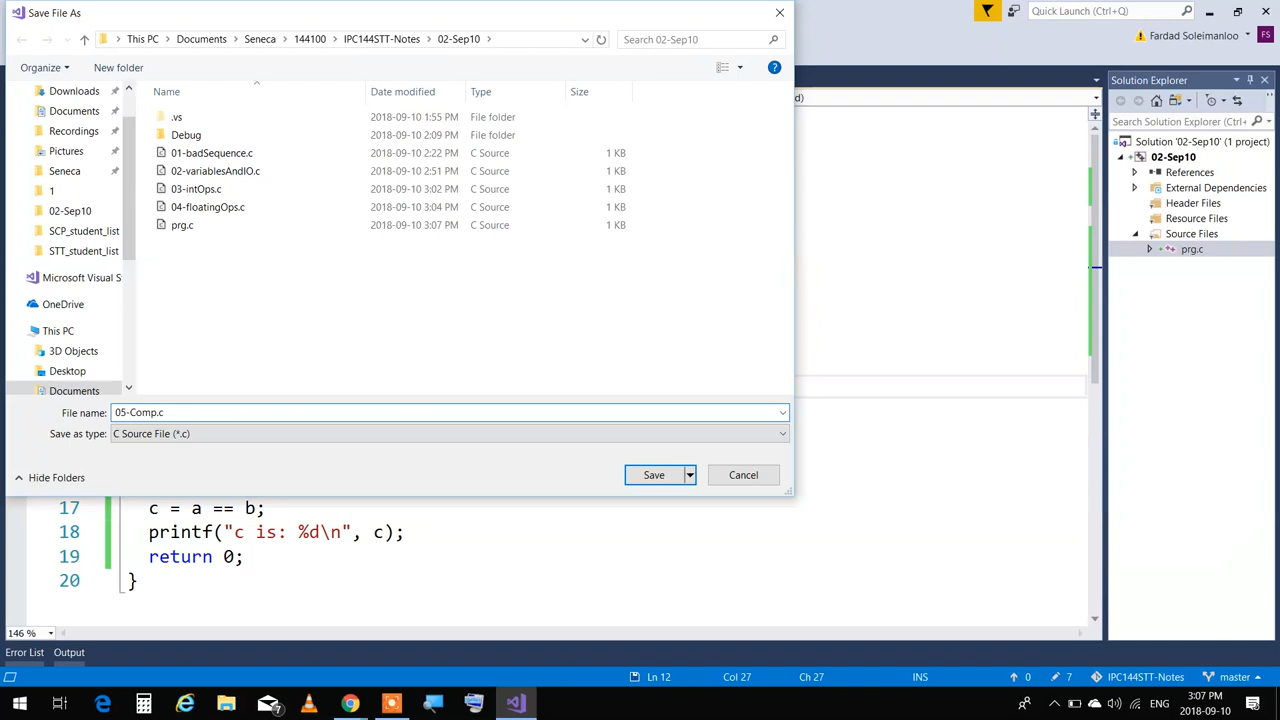 Save File As
Quick Launch (Ctrl+Q)
This PC > Documents > Seneca > 144100 > IPC144STT-Notes > 02-Sep10 >
Search 02-Sep10
Fardad Soleimanloo
FS
Organize
New folder
Downloads
Documents
Recordings
Pictures
Seneca
1
02-Sep10
SCP_student_list
STT_student_list
Microsoft Visual S
OneDrive
This PC
3D Objects
Desktop
Documents
Name Date modified Type Size
.vs 2018-09-10 1:55 PM File folder
Debug 2018-09-10 2:09 PM File folder
01-badSequence.c 2018-09-10 2:22 PM C Source 1 KB
02-variablesAndIO.c 2018-09-10 2:51 PM C Source 1 KB
03-intOps.c 2018-09-10 3:02 PM C Source 1 KB
04-floatingOps.c 2018-09-10 3:04 PM C Source 1 KB
prg.c 2018-09-10 3:07 PM C Source 1 KB
File name: 05-Comp.c
Save as type: C Source File (*.c)
Hide Folders
Save
Cancel
d)
Solution Explorer
Search Solution Explorer (Ctrl+
Solution '02-Sep10' (1 project)
02-Sep10
References
External Dependencies
Header Files
Resource Files
Source Files
prg.c
17 c = a == b;
18 printf("c is: %d\n", c);
19 return 0;
20 }
146 %
Error List Output
Ln 12 Col 27 Ch 27 INS 0 7 IPC144STT-Notes master
7
ENG
3:07 PM
2018-09-10